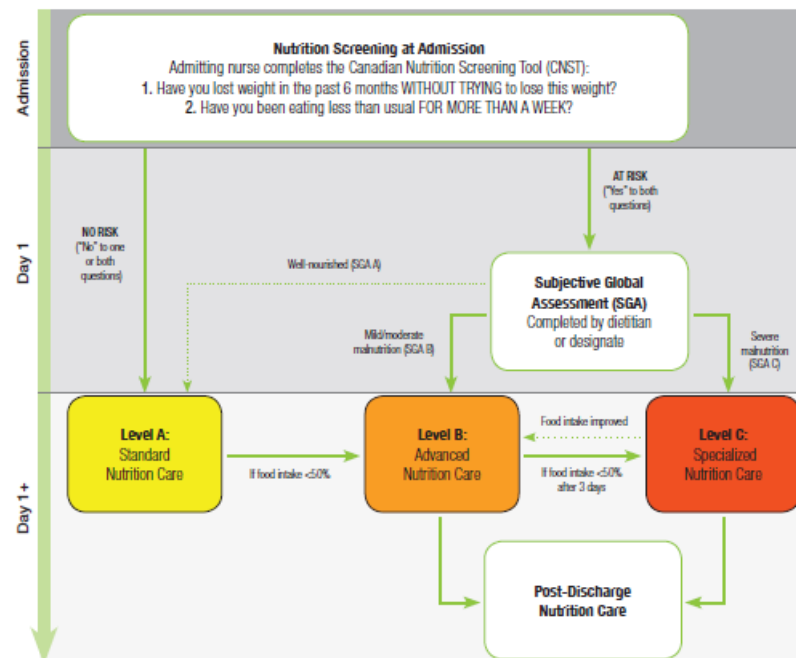 Admission
Nutrition Screening at Admission
Admitting nurse completes the Canadian Nutrition Screening Tool (CNST):
1. Have you lost weight in the past 6 months WITHOUT TRYING to lose this weight?
2. Have you been eating less than usual FOR MORE THAN A WEEK?
Day 1
NO RISK
("No" to one
or both
questions)
AT RISK
("Yes" to both
questions)
Well-nourished (SGA A)
Subjective Global
Assessment (SGA)
Completed by dietitian
or designate
Mild/moderate
malnutrition (SGA B)
Severe
malnutrition
(SGA C)
Day 1+
Level A:
Standard
Nutrition Care
If food intake <50%
Level B:
Advanced
Nutrition Care
Food intake improved
If food intake <50%
after 3 days
Level C:
Specialized
Nutrition Care
Post-Discharge
Nutrition Care